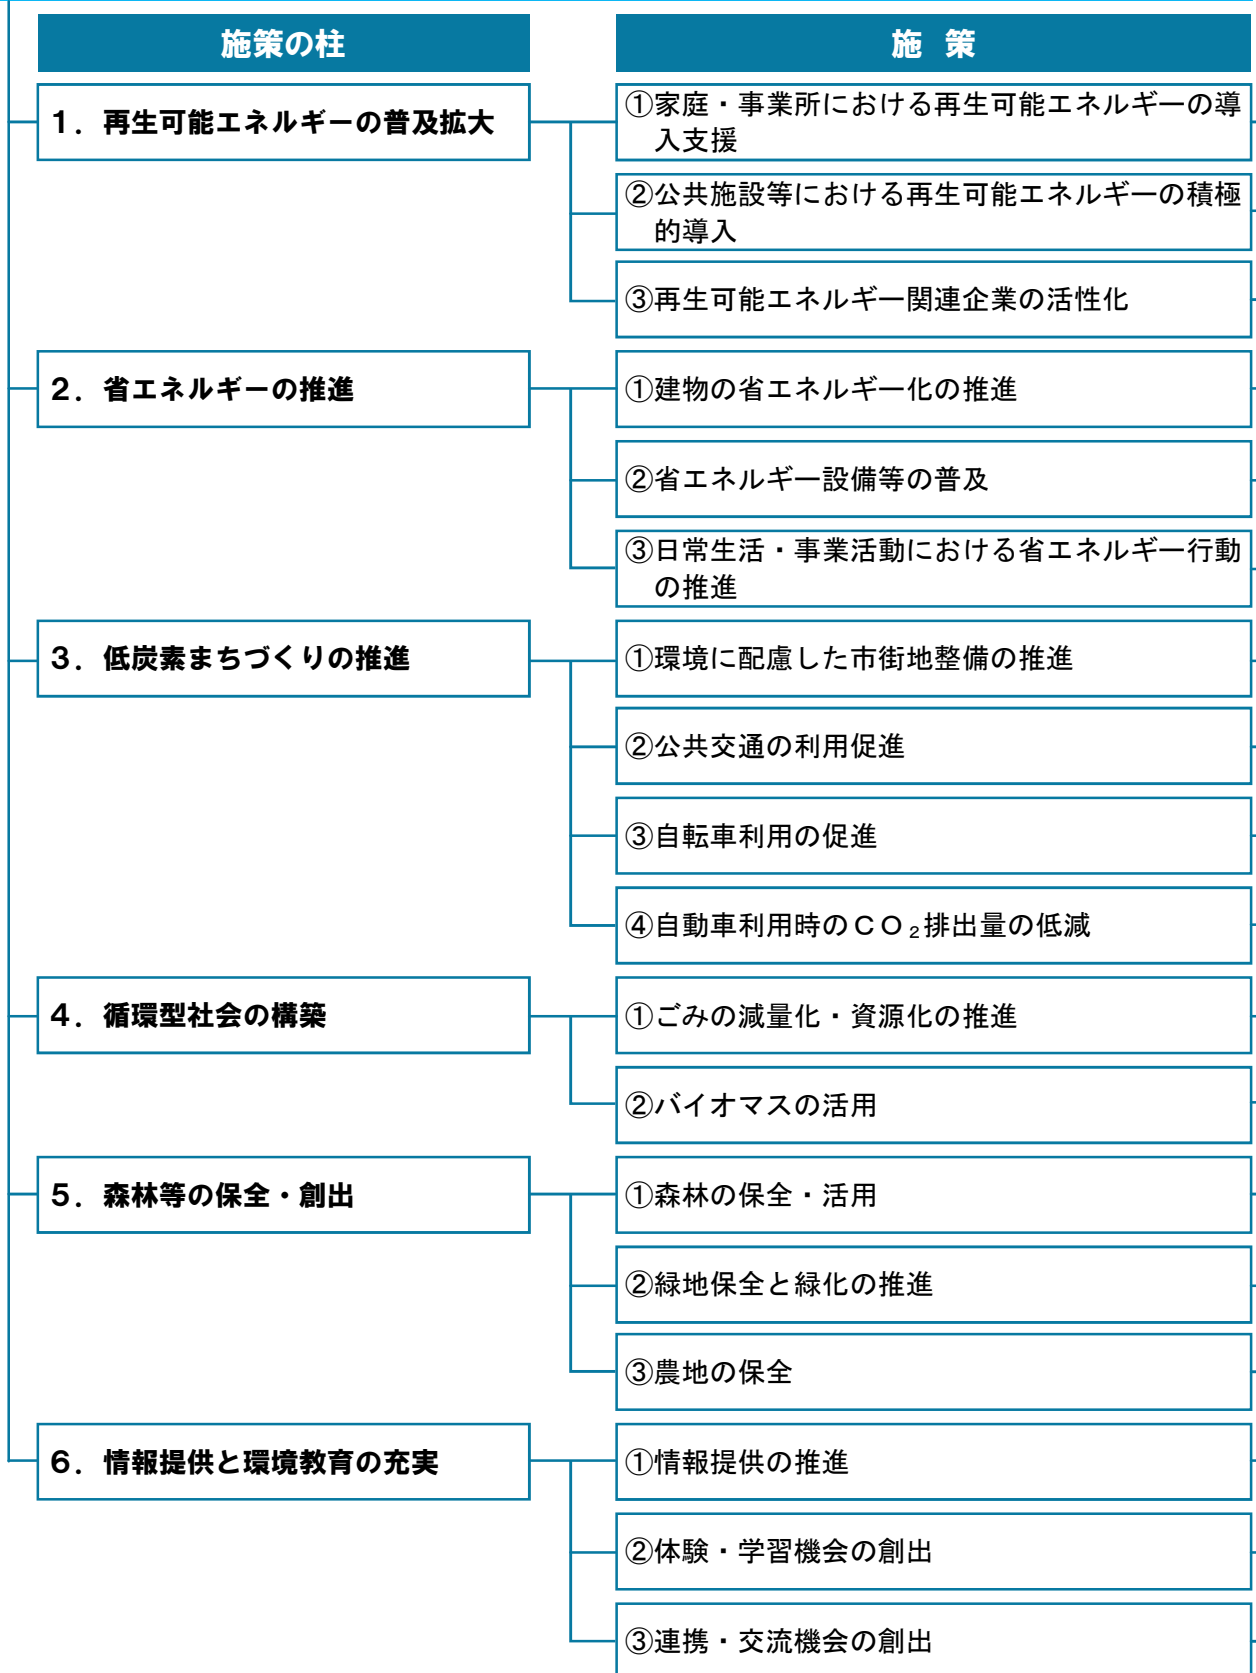 施策の柱
施 策
１．再生可能エネルギーの普及拡大
①家庭・事業所における再生可能エネルギーの導
入支援
②公共施設等における再生可能エネルギーの積極
的導入
③再生可能エネルギー関連企業の活性化
２．省エネルギーの推進
①建物の省エネルギー化の推進
②省エネルギー設備等の普及
③日常生活・事業活動における省エネルギー行動
の推進
３．低炭素まちづくりの推進
①環境に配慮した市街地整備の推進
②公共交通の利用促進
③自転車利用の促進
④自動車利用時のＣＯ₂排出量の低減
４．循環型社会の構築
①ごみの減量化・資源化の推進
②バイオマスの活用
５．森林等の保全・創出
①森林の保全・活用
②緑地保全と緑化の推進
③農地の保全
６．情報提供と環境教育の充実
①情報提供の推進
②体験・学習機会の創出
③連携・交流機会の創出